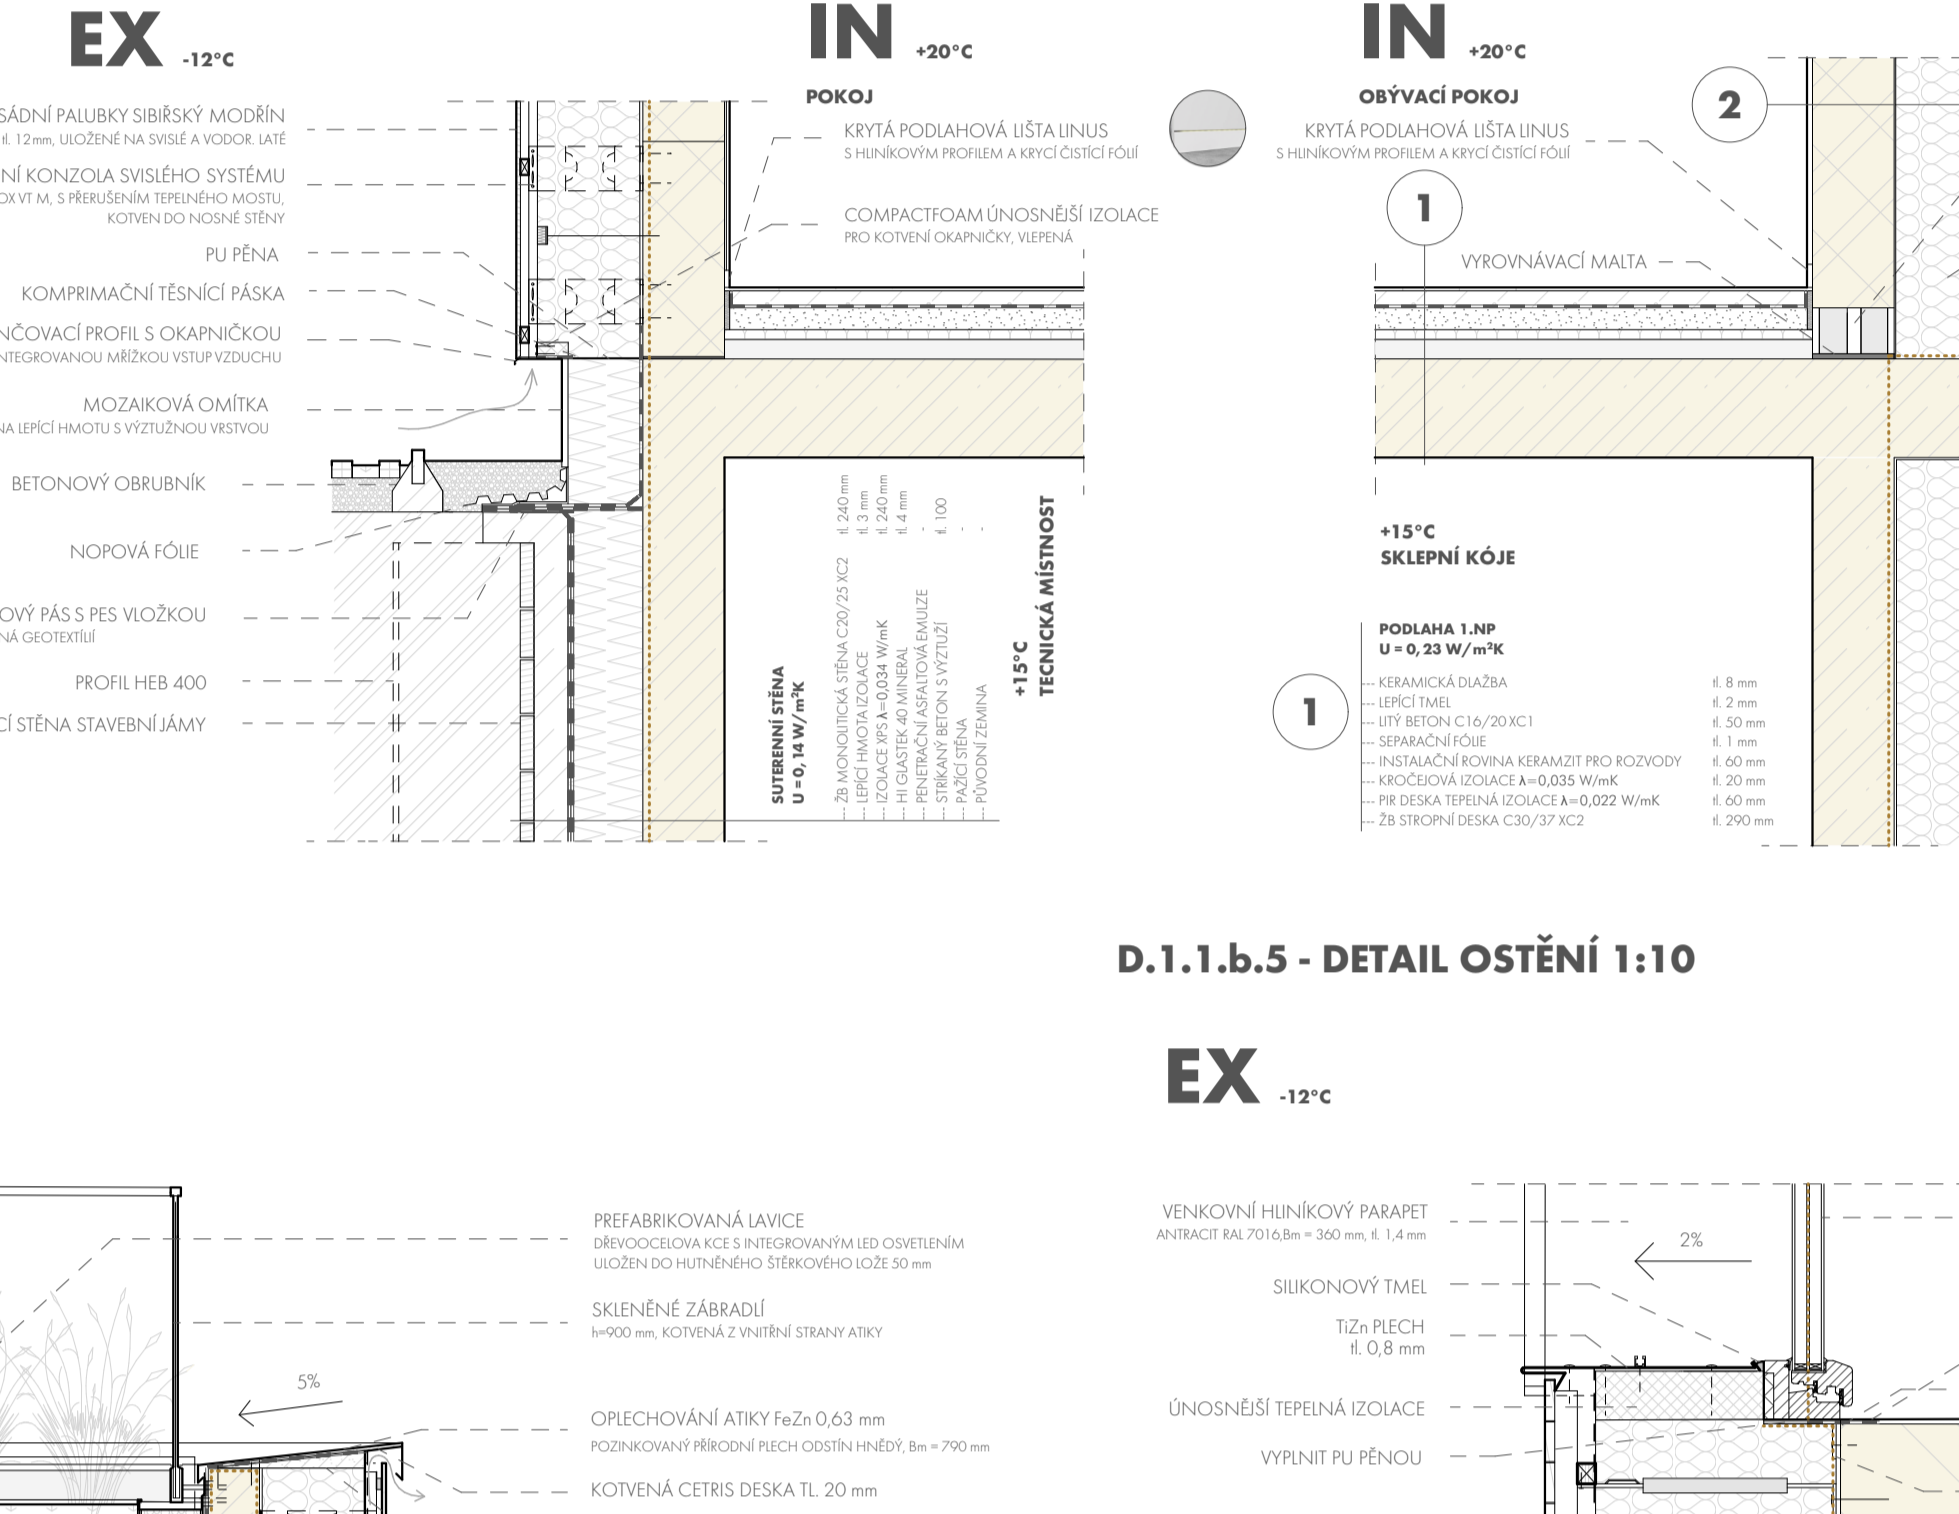 EX -12°C
SÁDNÍ PALUBKY SIBIŘSKÝ MODŘÍN
tl. 12mm, ULOŽENÉ NA SVISLÉ A VODOR. LATÉ
NÍ KONZOLA SVISLÉHO SYSTÉMU
OX VT M, S PŘERUŠENÍM TEPELNÉHO MOSTU,
KOTVEN DO NOSNÉ STĚNY
PU PĚNA
KOMPRIMAČNÍ TĚSNÍCÍ PÁSKA
NČOVACÍ PROFIL S OKAPNIČKOU
NTEGROVANOU MŘÍŽKOU VSTUP VZDUCHU
MOZAIKOVÁ OMÍTKA
NA LEPÍCÍ HMOTU S VÝZTUŽNOU VRSTVOU
BETONOVÝ OBRUBNÍK
NOPOVÁ FÓLIE
OVÝ PÁS S PES VLOŽKOU
NÁ GEOTEXTÍLIÍ
PROFIL HEB 400
CÍ STĚNA STAVEBNÍ JÁMY
IN +20°C
POKOJ
KRYTÁ PODLAHOVÁ LIŠTA LINUS
S HLINÍKOVÝM PROFILEM A KRYCÍ ČISTÍCÍ FÓLIÍ
COMPACTFOAM ÚNOSNĚJŠÍ IZOLACE
PRO KOTVENÍ OKAPNIČKY, VLEPENÁ
SUTERENNÍ STĚNA
U = 0, 14 W/m²K
ŽB MONOLITICKÁ STĚNA C20/25 XC2 tl. 240 mm
LEPÍCÍ HMOTA IZOLACE tl. 3 mm
IZOLACE XPS λ=0,034 W/mK tl. 240 mm
HI GLASTEK 40 MINERAL tl. 4 mm
PENETRAČNÍ ASFALTOVÁ EMULZE -
STRÍKANÝ BETON S VÝZTUŽÍ tl. 100
PAŽÍCÍ STĚNA -
PŮVODNÍ ZEMINA -
+15°C
TECNICKÁ MÍSTNOST
IN +20°C
OBÝVACÍ POKOJ
KRYTÁ PODLAHOVÁ LIŠTA LINUS
S HLINÍKOVÝM PROFILEM A KRYCÍ ČISTÍCÍ FÓLIÍ
2
1
VYROVNÁVACÍ MALTA
+15°C
SKLEPNÍ KÓJE
PODLAHA 1.NP
U = 0, 23 W/m²K
1
KERAMICKÁ DLAŽBA tl. 8 mm
LEPÍCÍ TMEL tl. 2 mm
LITÝ BETON C16/20 XC1 tl. 50 mm
SEPARAČNÍ FÓLIE tl. 1 mm
INSTALAČNÍ ROVINA KERAMZIT PRO ROZVODY tl. 60 mm
KROČEJOVÁ IZOLACE λ=0,035 W/mK tl. 20 mm
PIR DESKA TEPELNÁ IZOLACE λ=0,022 W/mK tl. 60 mm
ŽB STROPNÍ DESKA C30/37 XC2 tl. 290 mm
D.1.1.b.5 - DETAIL OSTĚNÍ 1:10
PREFABRIKOVANÁ LAVICE
DŘEVOOCELOVA KCE S INTEGROVANÝM LED OSVETLENÍM
ULOŽEN DO HUTNĚNÉHO ŠTĚRKOVÉHO LOŽE 50 mm
SKLENĚNÉ ZÁBRADLÍ
h=900 mm, KOTVENÁ Z VNITŘNÍ STRANY ATIKY
5%
OPLECHOVÁNÍ ATIKY FeZn 0,63 mm
POZINKOVANÝ PŘÍRODNÍ PLECH ODSTÍN HNĚDÝ, Bm = 790 mm
KOTVENÁ CETRIS DESKA TL. 20 mm
EX -12°C
VENKOVNÍ HLINÍKOVÝ PARAPET
ANTRACIT RAL 7016,Bm = 360 mm, tl. 1,4 mm
2%
SILIKONOVÝ TMEL
TiZn PLECH
tl. 0,8 mm
ÚNOSNĚJŠÍ TEPELNÁ IZOLACE
VYPLNIT PU PĚNOU